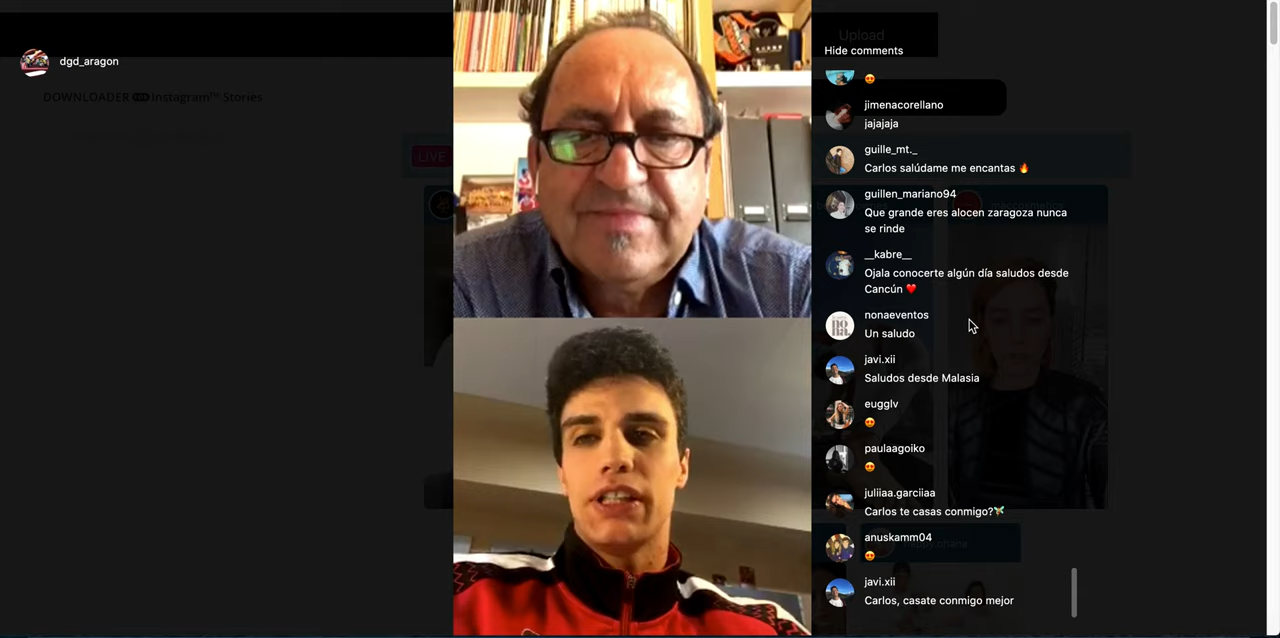 Upload
Hide comments
dgd_aragon
DOWNLOADER Instagram™ Stories
LIVE
jimenacorellano
jajajaja
guille_mt._
Carlos salúdame me encantas 🔥
guillen_mariano94
Que grande eres alocen zaragoza nunca
se rinde
__kabre__
Ojala conocerte algún día saludos desde
Cancún ❤️
nonaeventos
Un saludo
javi.xii
Saludos desde Malasia
eugglv
😍
paulaagoiko
😍
juliiaa.garciiaa
Carlos te casas conmigo?
anuskamm04
😍
javi.xii
Carlos, casate conmigo mejor